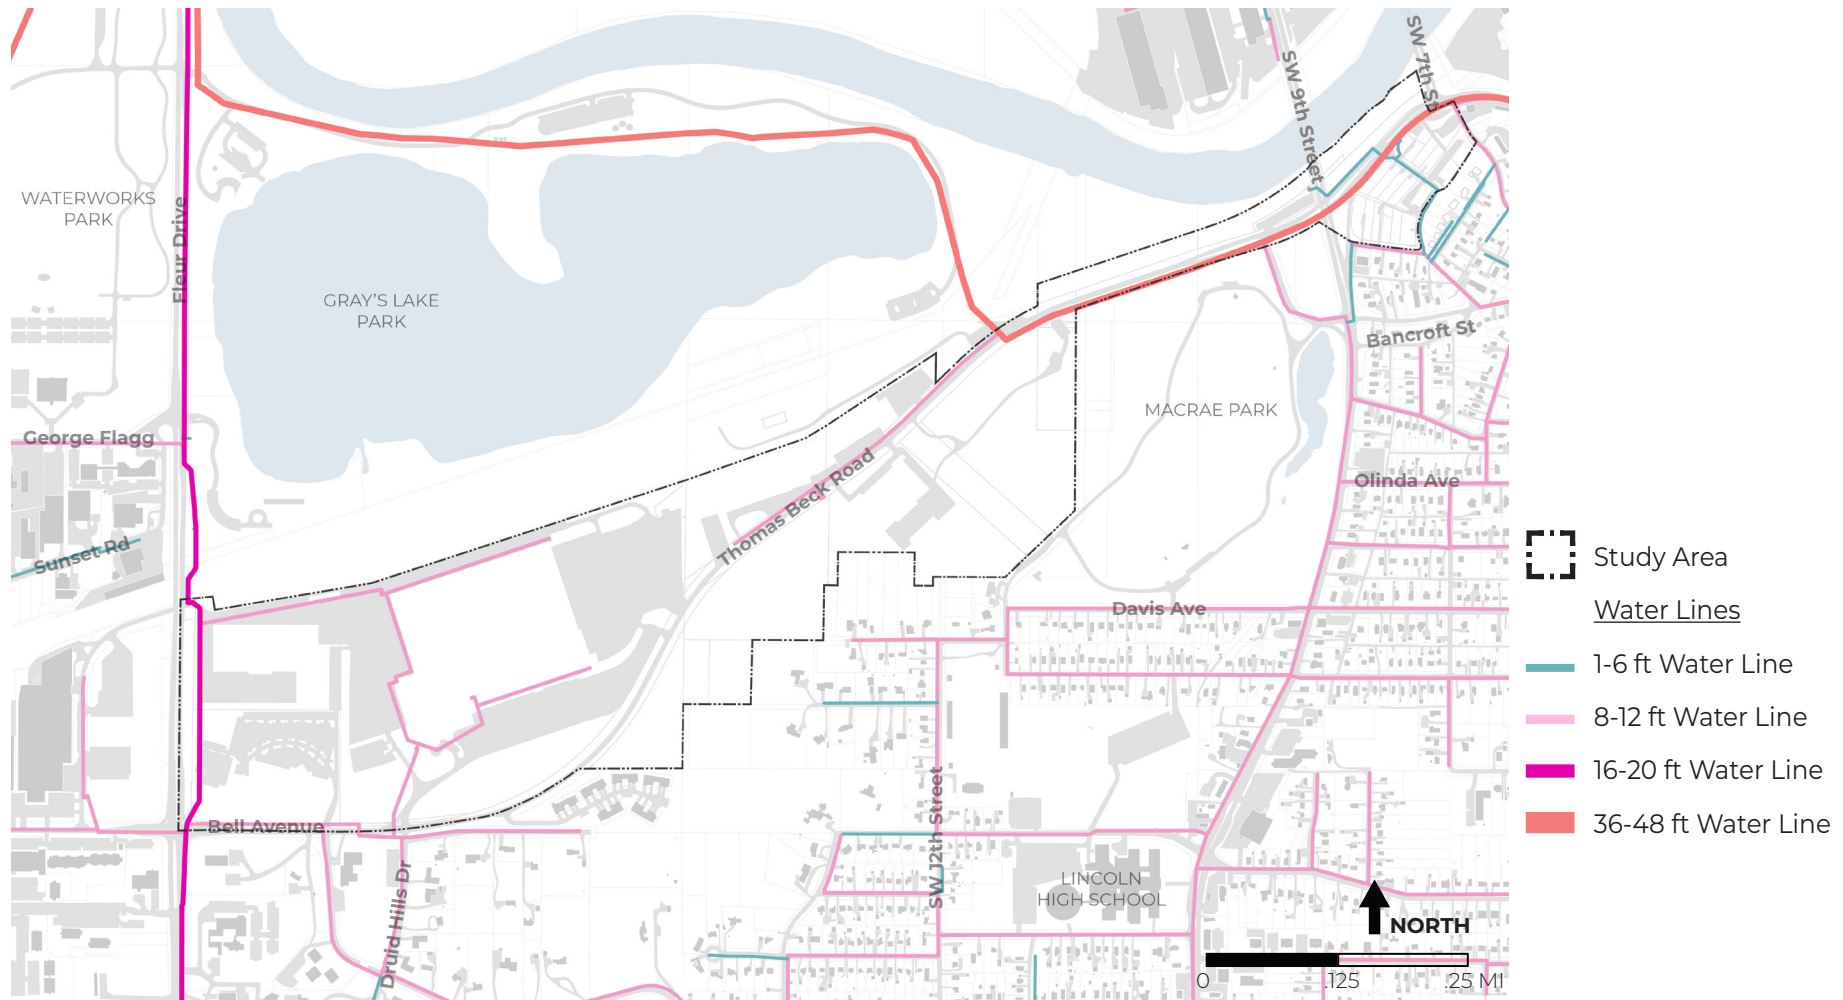 SW 7th St
SW 9th Street
WATERWORKS
PARK
Fleur Drive
GRAY'S LAKE
PARK
Bancroft St
MACRAE PARK
George Flagg
Thomas Beck Road
Olinda Ave
Sunset Rd
Davis Ave
Bell Avenue
SW 12th Street
Druid Hills Dr
LINCOLN
HIGH SCHOOL
NORTH
0 .125 .25 MI
Study Area
Water Lines
1-6 ft Water Line
8-12 ft Water Line
16-20 ft Water Line
36-48 ft Water Line